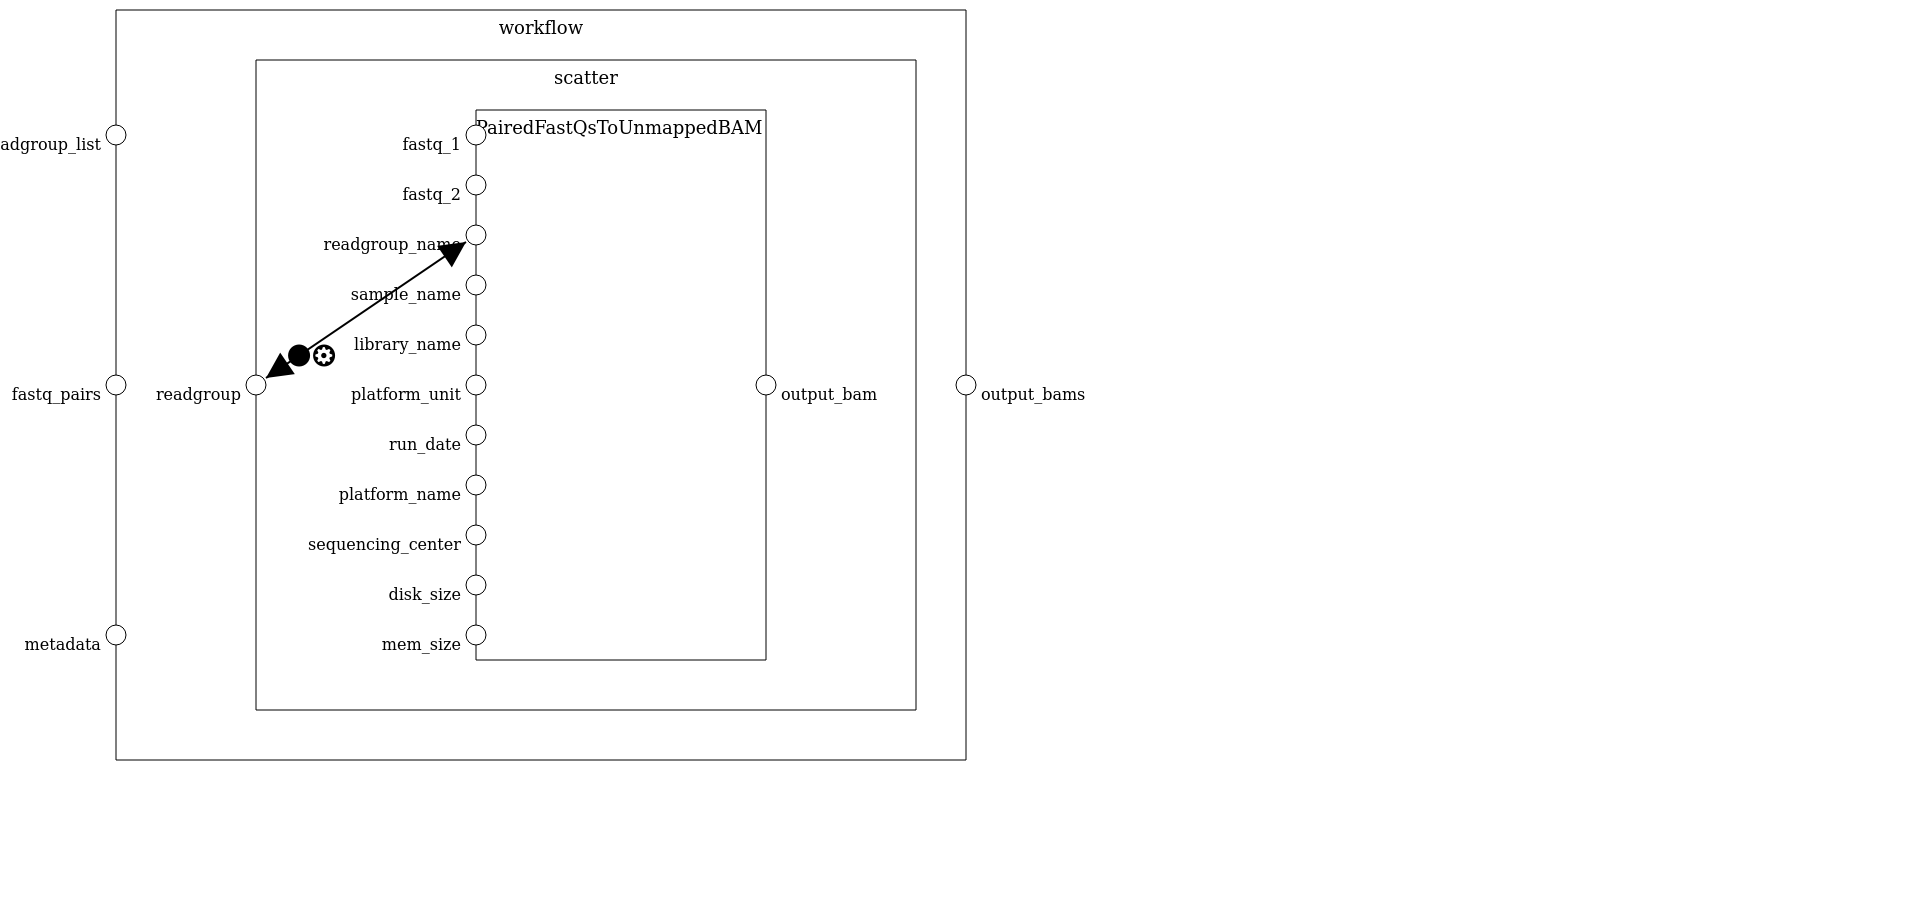 workflow
scatter
PairedFastQsToUnmappedBAM
adgroup_list
fastq_1
fastq_2
readgroup_name
sample_name
library_name
fastq_pairs
readgroup
platform_unit
output_bam
output_bams
run_date
platform_name
sequencing_center
disk_size
metadata
mem_size